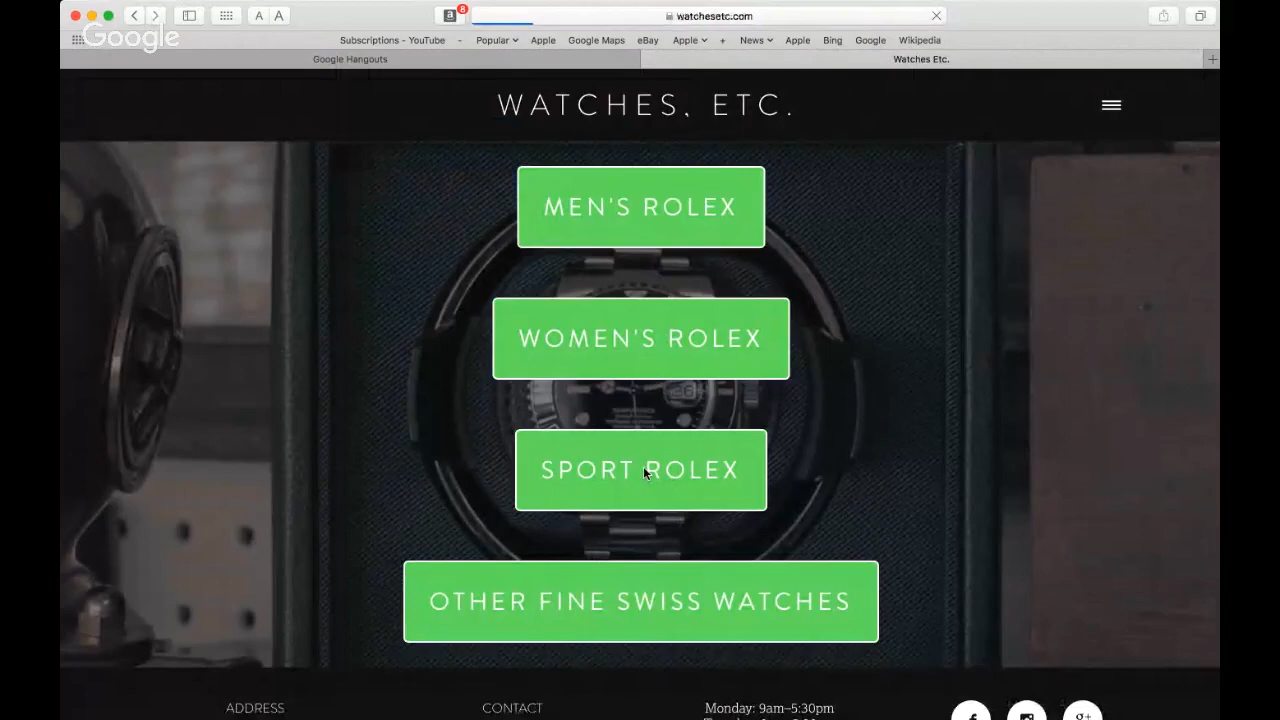 A A
a 8
watchesetc.com
Google
Subscriptions - YouTube Popular Apple Google Maps eBay Apple + News Apple Bing Google Wikipedia
Google Hangouts Watches Etc. +
WATCHES, ETC.
MEN'S ROLEX
WOMEN'S ROLEX
26
SPORT ROLEX
OTHER FINE SWISS WATCHES
ADDRESS CONTACT Monday: 9am–5:30pm
g+